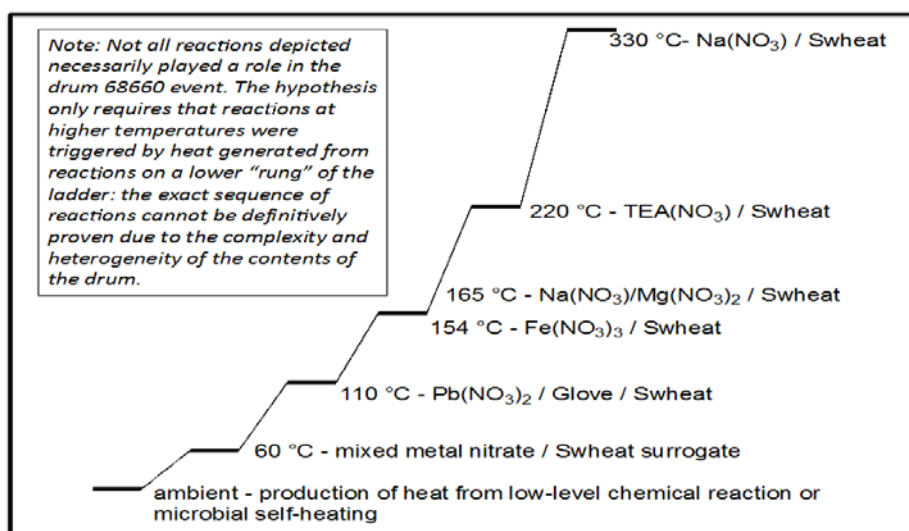 Note: Not all reactions depicted
necessarily played a role in the
drum 68660 event. The hypothesis
only requires that reactions at
higher temperatures were
triggered by heat generated from
reactions on a lower “rung” of the
ladder: the exact sequence of
reactions cannot be definitively
proven due to the complexity and
heterogeneity of the contents of
the drum.
330 °C- Na(NO₃) / Swheat
220 °C - TEA(NO₃) / Swheat
165 °C - Na(NO₃)/Mg(NO₃)₂ / Swheat
154 °C - Fe(NO₃)₃ / Swheat
110 °C - Pb(NO₃)₂ / Glove / Swheat
60 °C - mixed metal nitrate / Swheat surrogate
ambient - production of heat from low-level chemical reaction or
microbial self-heating